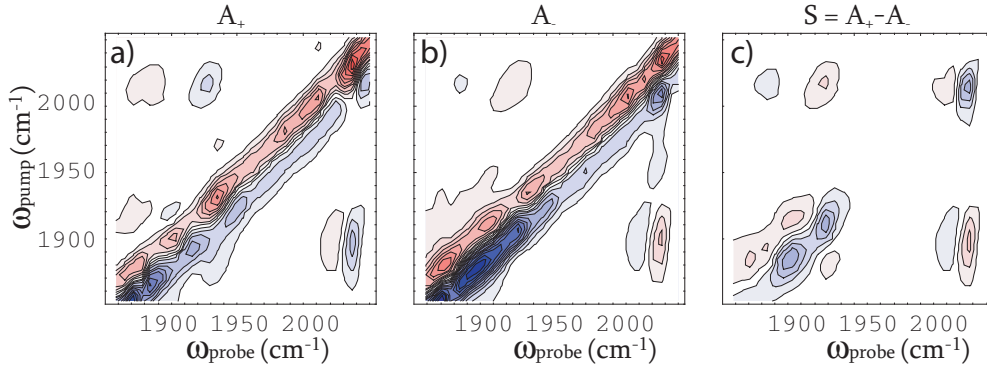 A₊ A₋ S = A₊-A₋
a) b) c)
ωpump (cm⁻¹)
2000
1950
1900
1900 1950 2000 1900 1950 2000 1900 1950 2000
ωprobe (cm⁻¹) ωprobe (cm⁻¹) ωprobe (cm⁻¹)